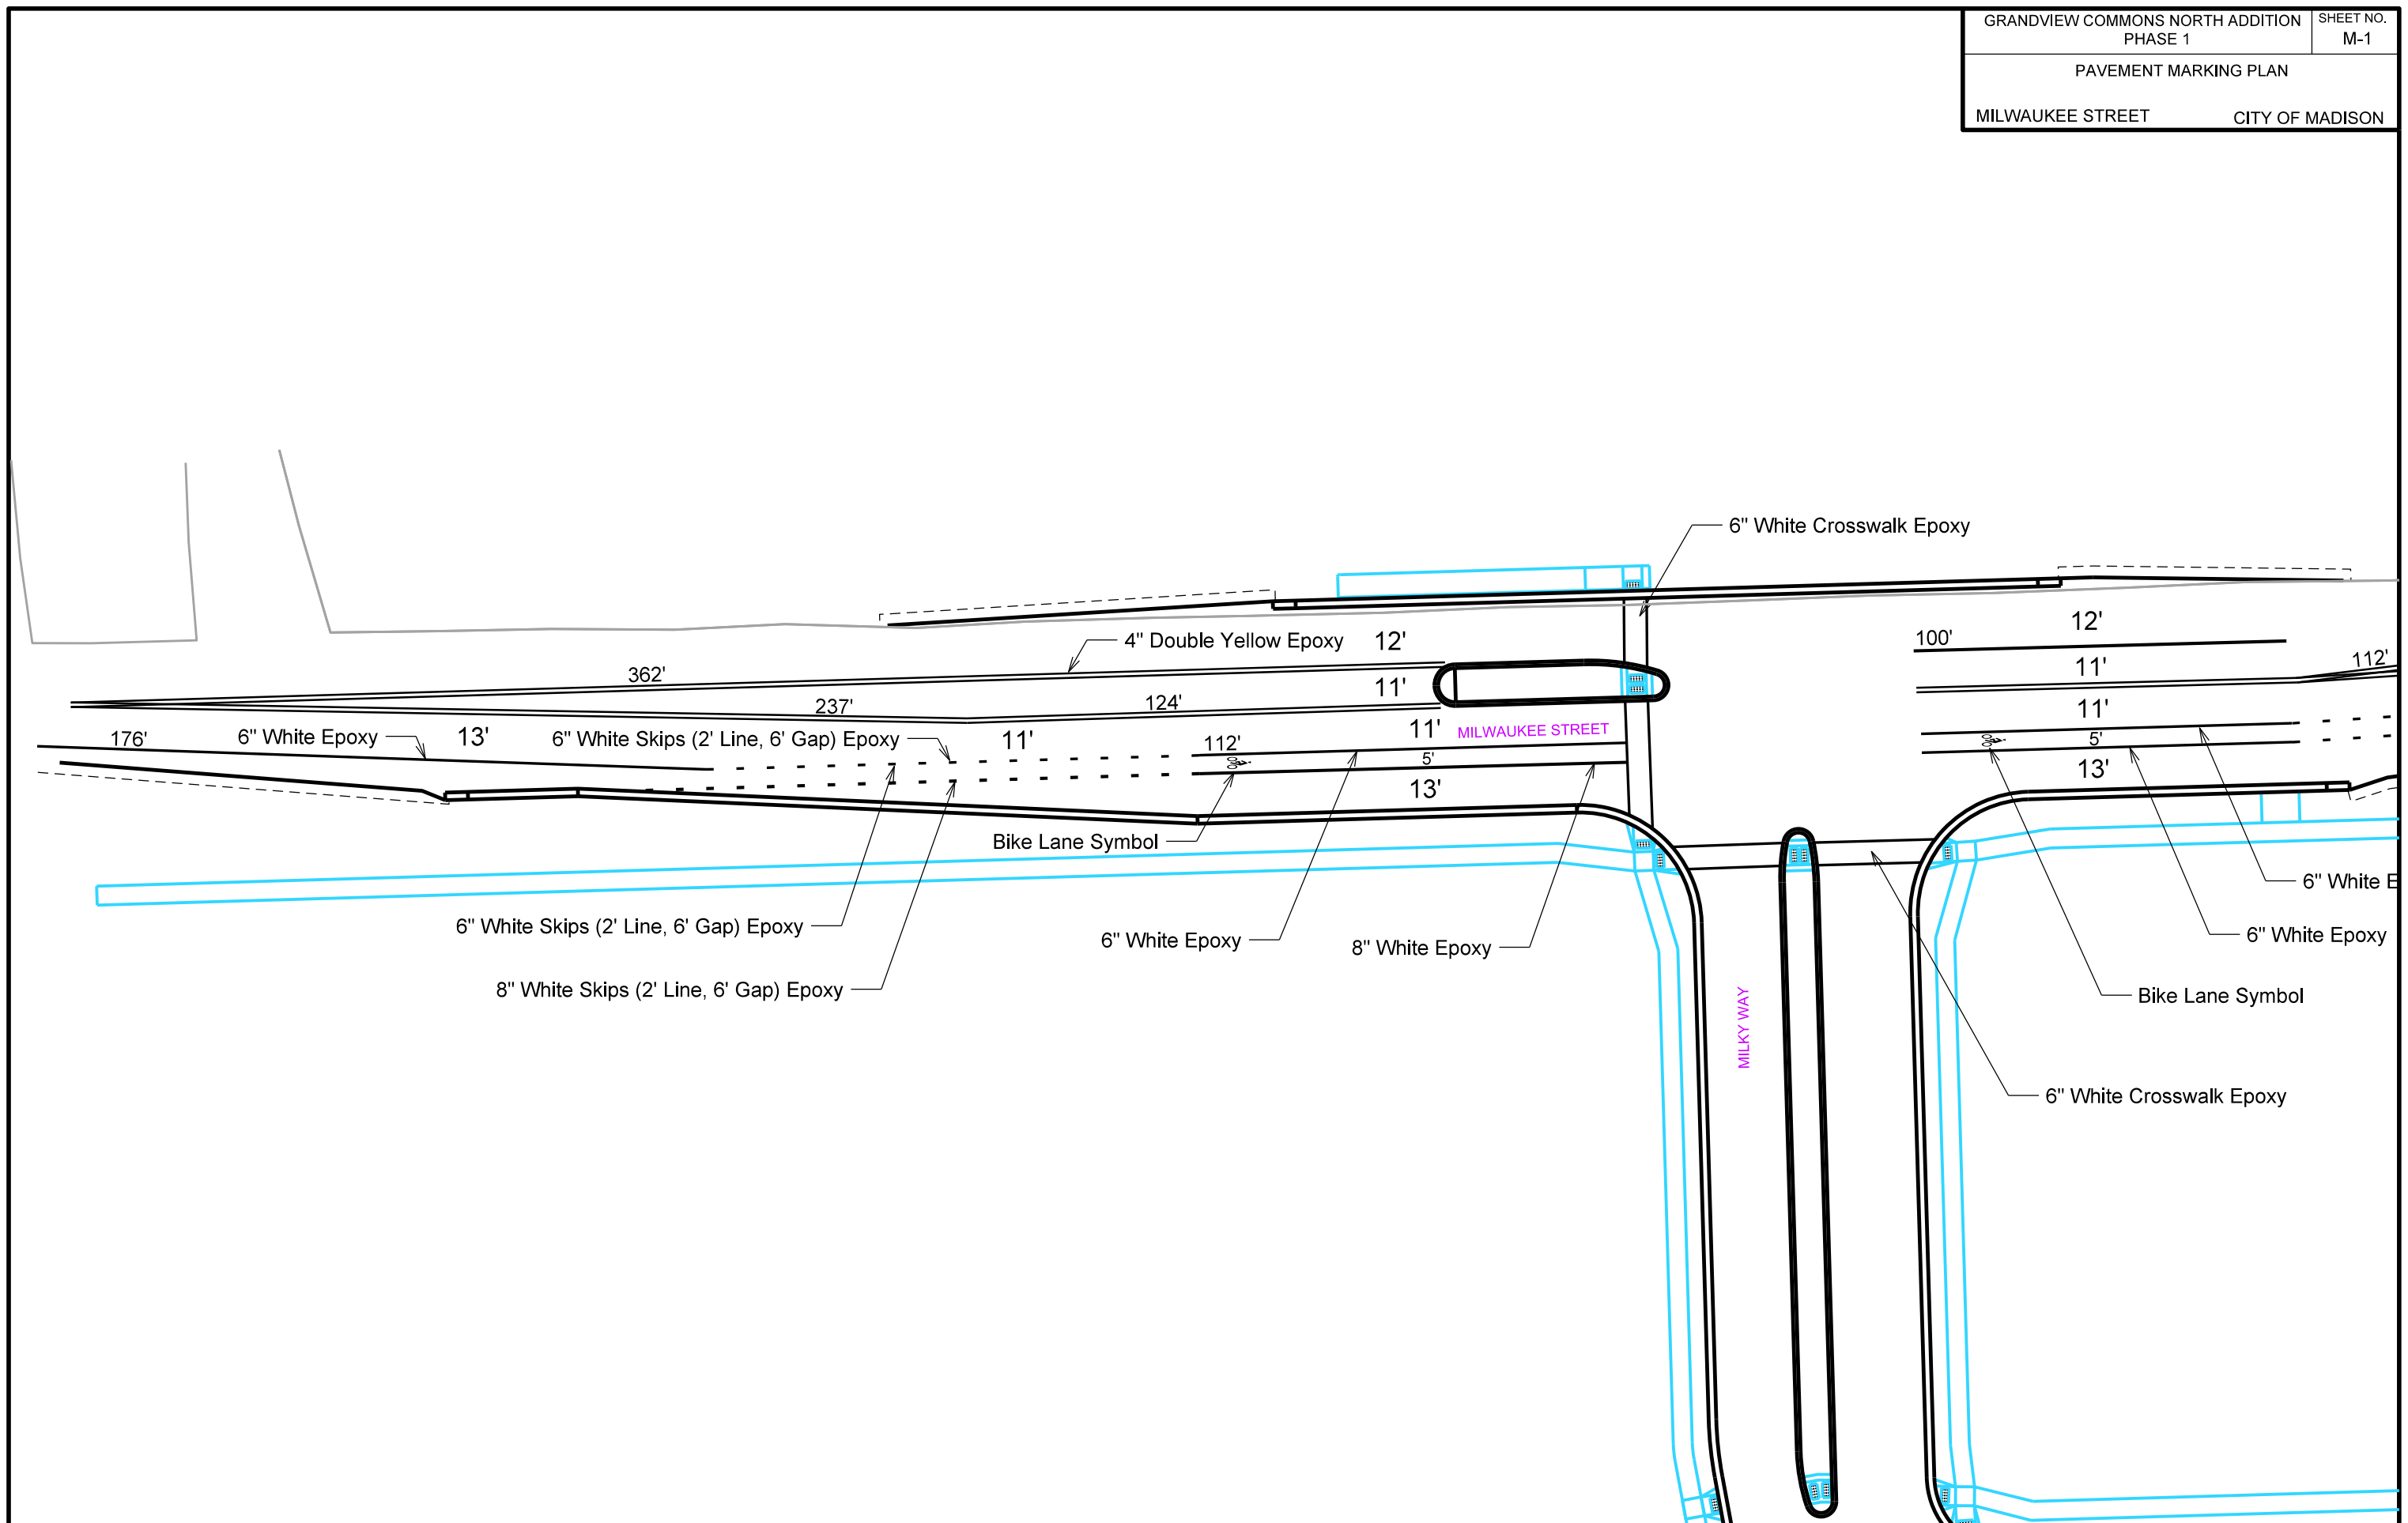 GRANDVIEW COMMONS NORTH ADDITION
PHASE 1
SHEET NO.
M-1
PAVEMENT MARKING PLAN
MILWAUKEE STREET
CITY OF MADISON
6" White Crosswalk Epoxy
4" Double Yellow Epoxy
12'
12'
100'
362'
11'
112'
11'
237'
124'
11'
11'
MILWAUKEE STREET
176'
6" White Epoxy
13'
6" White Skips (2' Line, 6' Gap) Epoxy
11'
112'
5'
5'
13'
13'
Bike Lane Symbol
6" White E
6" White Skips (2' Line, 6' Gap) Epoxy
6" White Epoxy
8" White Epoxy
6" White Epoxy
8" White Skips (2' Line, 6' Gap) Epoxy
Bike Lane Symbol
MILKY WAY
6" White Crosswalk Epoxy